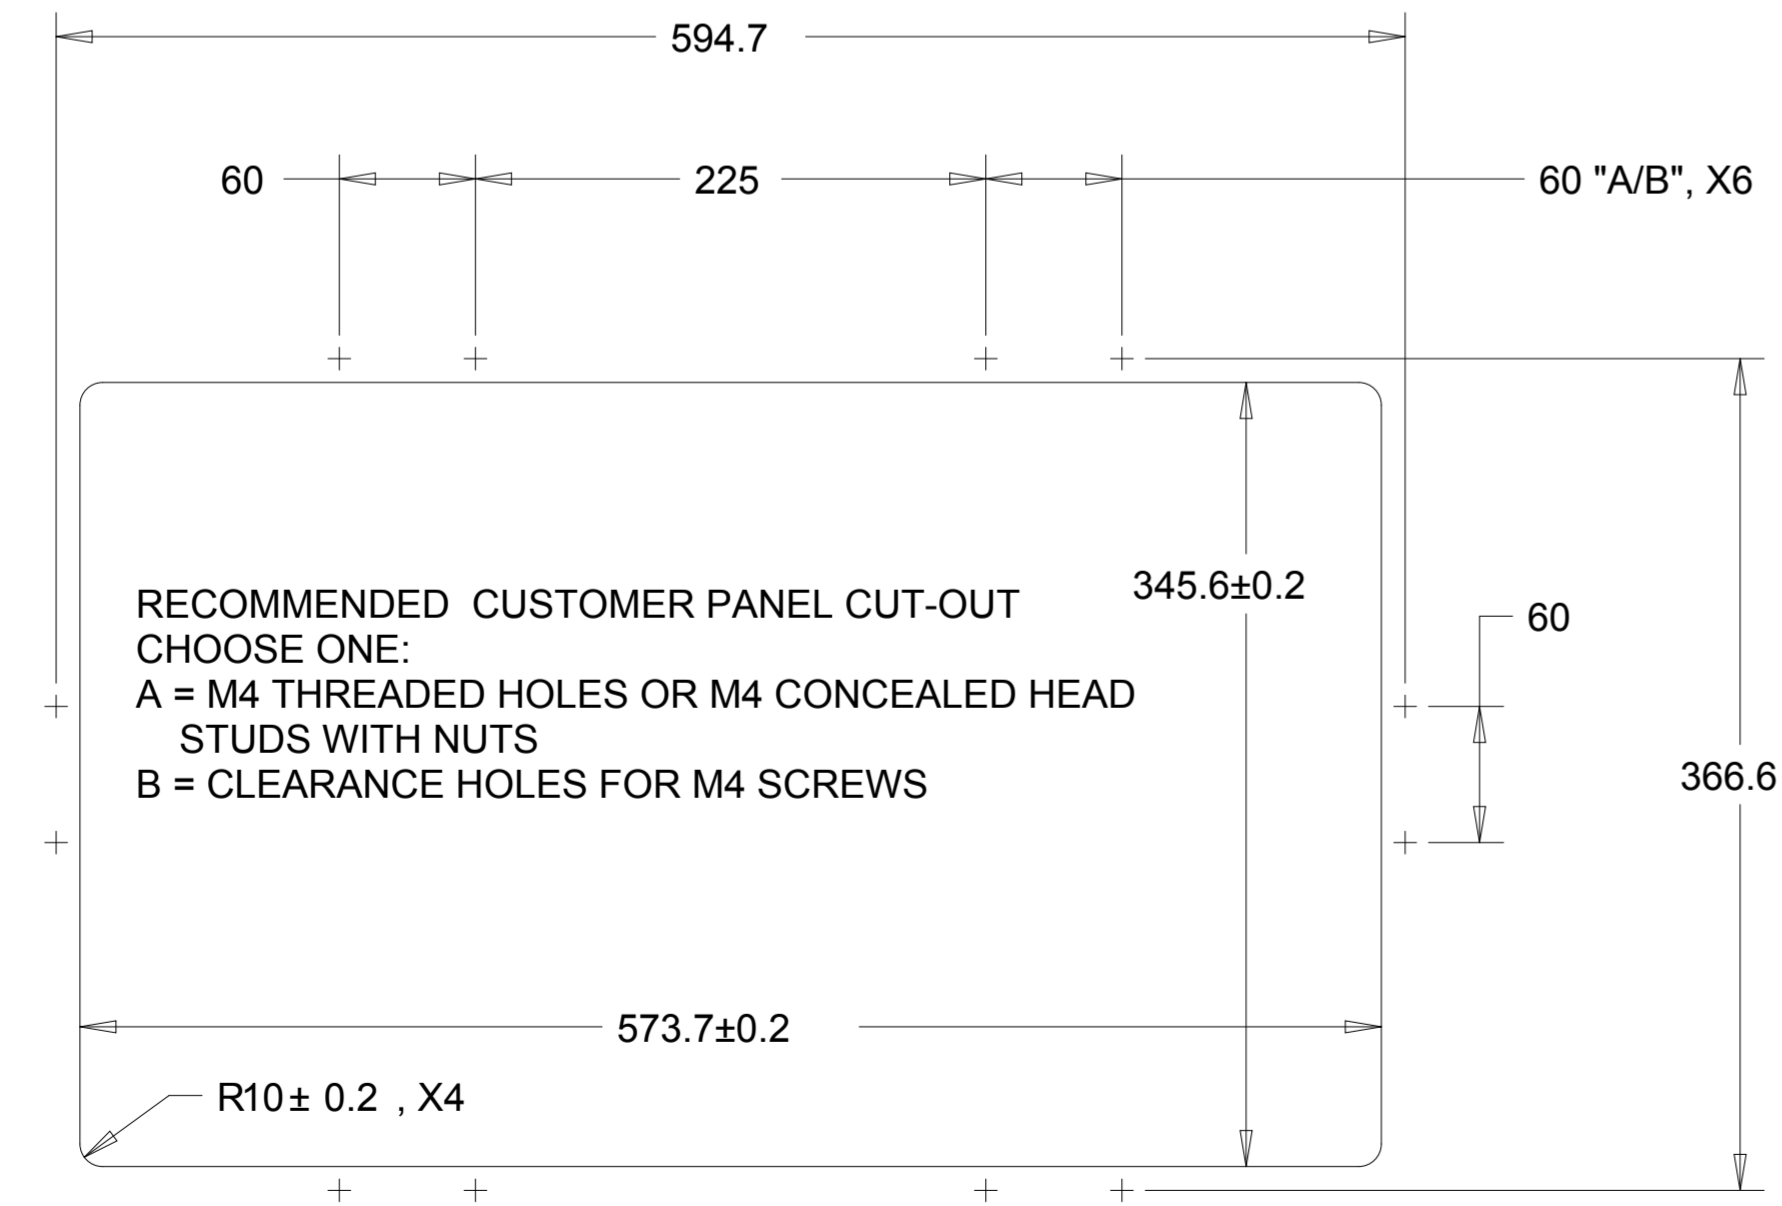 594.7
60
225
60 "A/B", X6
RECOMMENDED CUSTOMER PANEL CUT-OUT
CHOOSE ONE:
A = M4 THREADED HOLES OR M4 CONCEALED HEAD
STUDS WITH NUTS
B = CLEARANCE HOLES FOR M4 SCREWS
345.6±0.2
60
366.6
573.7±0.2
R10± 0.2 , X4